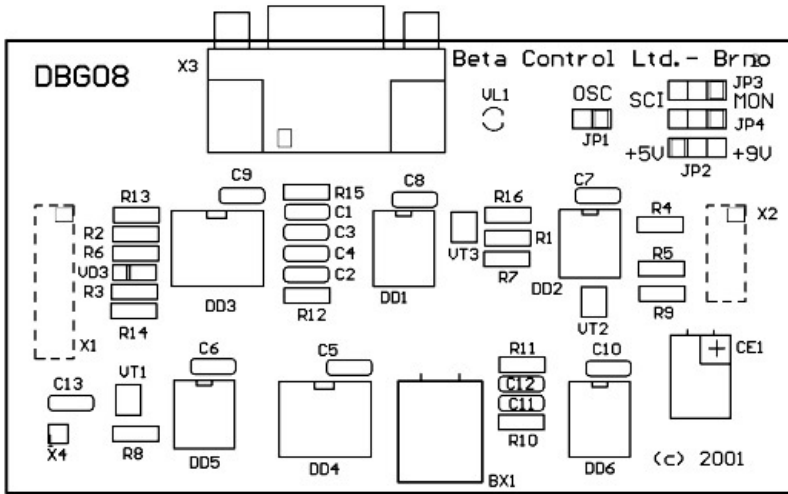 Beta Control Ltd.- Brno
DBG08
X3
VL1
OSC
JP1
SCI
JP3
MON
JP4
+5V
+9V
JP2
C9
C8
C7
R13
R15
R16
R4
X2
C1
R2
C3
R1
R6
C4
VT3
R5
VD3
C2
R7
R3
DD3
R12
DD1
DD2
R9
R14
VT2
X1
C6
C5
R11
C10
CE1
VT1
C12
C13
C11
X4
R8
DD5
DD4
R10
DD6
BX1
(c) 2001